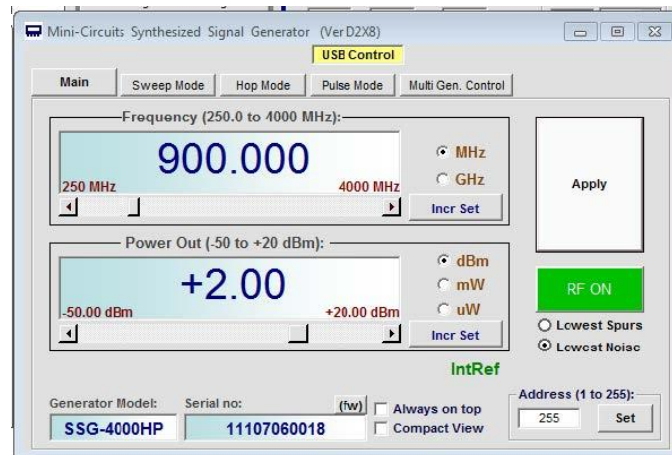 Mini-Circuits Synthesized Signal Generator (Ver D2X8)
USB Control
Main Sweep Mode Hop Mode Pulse Mode Multi Gen. Control
Frequency (250.0 to 4000 MHz):
900.000
250 MHz 4000 MHz
MHz
GHz
Incr Set
Apply
Power Out (-50 to +20 dBm):
+2.00
-50.00 dBm +20.00 dBm
dBm
mW
uW
Incr Set
RF ON
Lowest Spurs
Lowest Noise
IntRef
Generator Model: Serial no: (fw)
SSG-4000HP 11107060018
Always on top
Compact View
Address (1 to 255):
255 Set